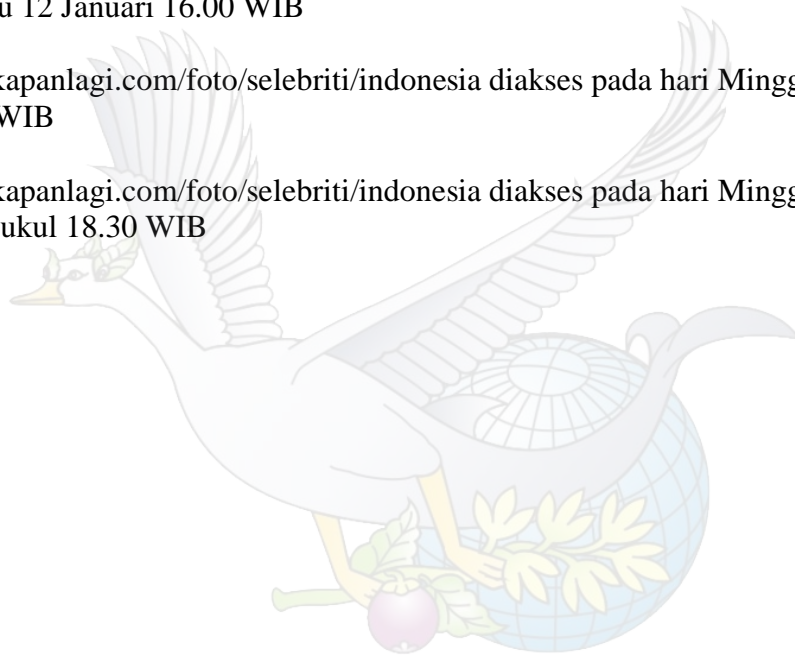 u 12 Januari 16.00 WIB
kapanlagi.com/foto/selebriti/indonesia diakses pada hari Mingg
WIB
kapanlagi.com/foto/selebriti/indonesia diakses pada hari Mingg
ukul 18.30 WIB